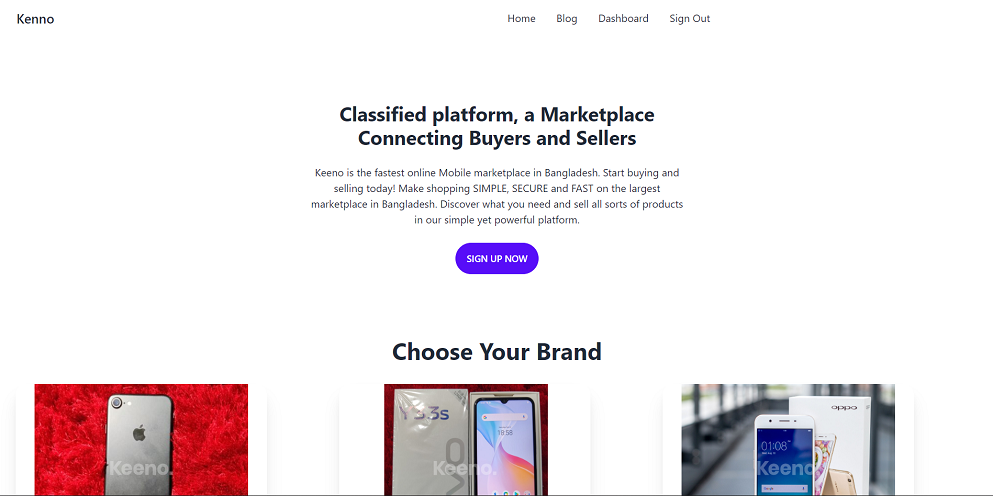 Kenno
Home Blog Dashboard Sign Out
Classified platform, a Marketplace
Connecting Buyers and Sellers
Keeno is the fastest online Mobile marketplace in Bangladesh. Start buying and
selling today! Make shopping SIMPLE, SECURE and FAST on the largest
marketplace in Bangladesh. Discover what you need and sell all sorts of products
in our simple yet powerful platform.
SIGN UP NOW
Choose Your Brand
Keeno.
18:58
Keeno.
oppo
01:08
Keeno